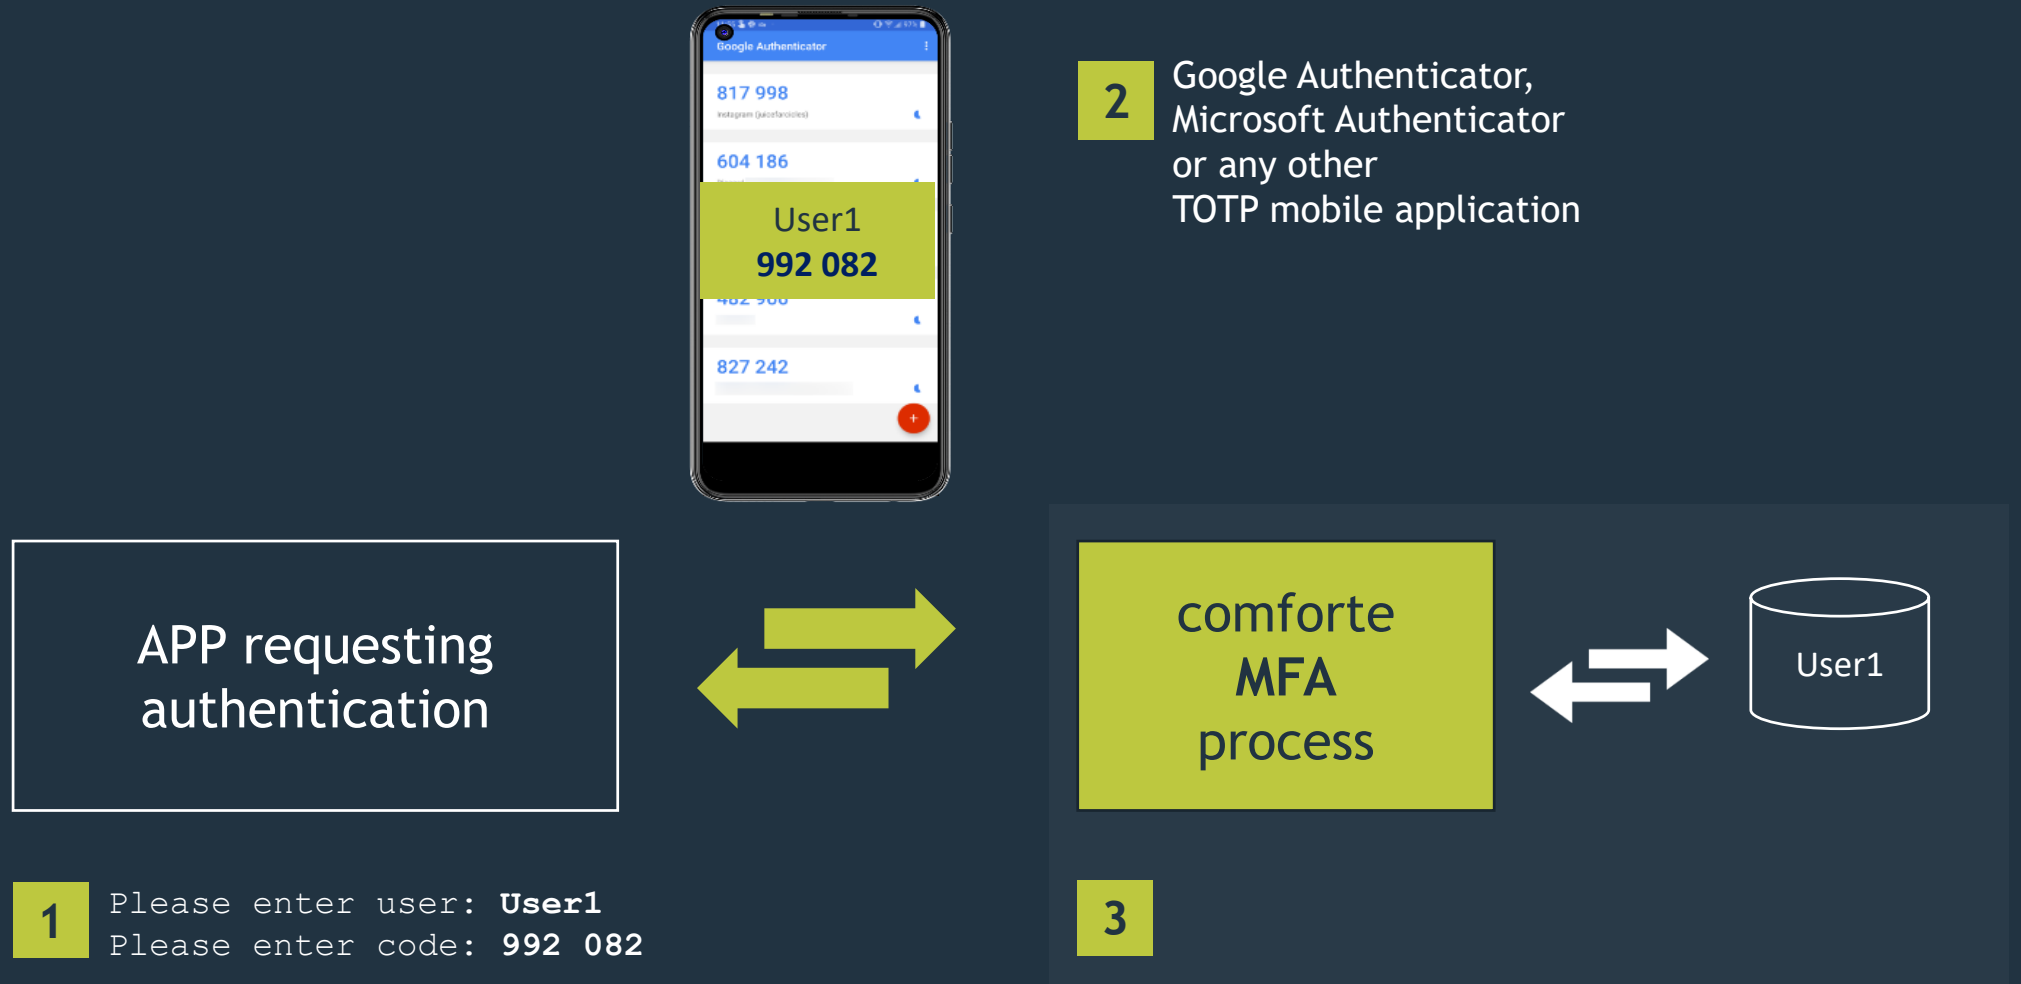 Google Authenticator
817 998
Instagram (juicefarcicles)
604 186
User1
992 082
827 242
+
2
Google Authenticator,
Microsoft Authenticator
or any other
TOTP mobile application
APP requesting
authentication
comforte
MFA
process
User1
1
Please enter user: User1
Please enter code: 992 082
3